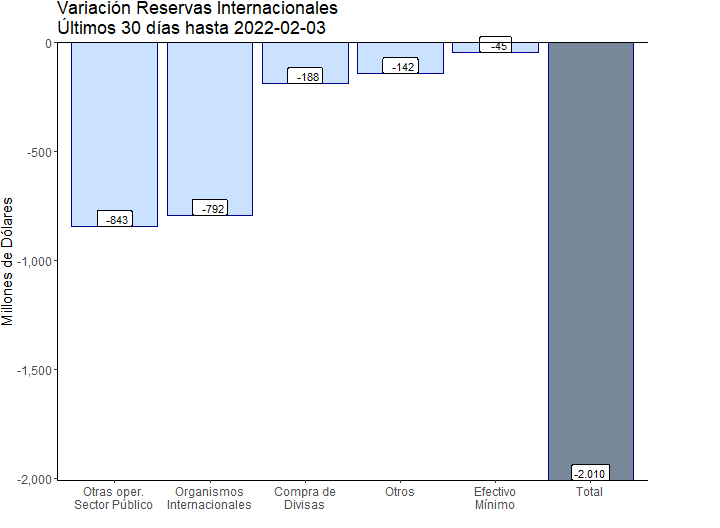 Variación Reservas Internacionales
Últimos 30 días hasta 2022-02-03
Millones de Dólares
0
-500
-1,000
-1,500
-2,000
-843
-792
-188
-142
-45
-2.010
Otras oper.
Sector Público
Organismos
Internacionales
Compra de
Divisas
Otros
Efectivo
Mínimo
Total